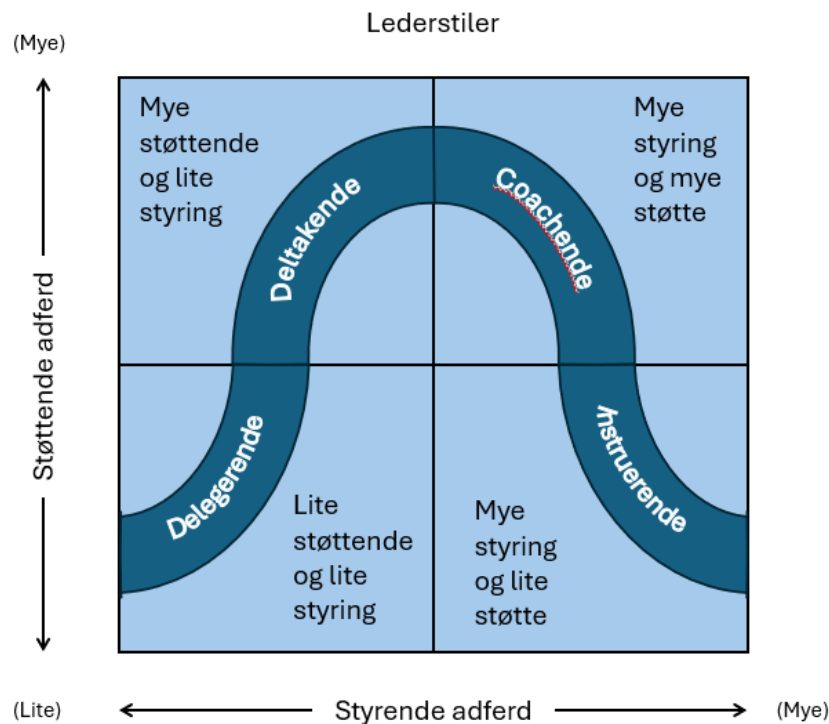 Lederstiler
(Mye)
Mye
støttende
og lite
styring
Mye
styring
og mye
støtte
Deltakende
Coachende
Støttende adferd
Delegerende
Instruerende
Lite
støttende
og lite
styring
Mye
styring
og lite
støtte
(Lite)
Styrende adferd
(Mye)